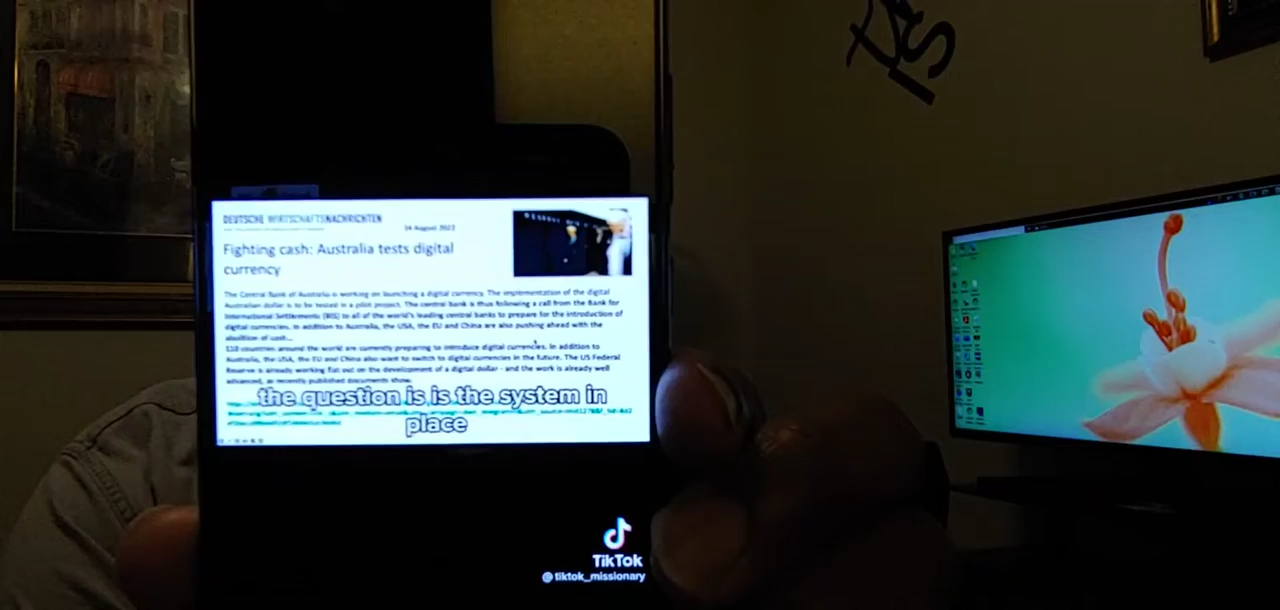 DEUTSCHE WIRTSCHAFTSNACHRICHTEN
16 August 2022
Fighting cash: Australia tests digital
currency
The Central Bank of Australia is working on launching a digital currency. The implementation of the digital
Australian dollar is to be tested in a pilot project. The central bank is thus following a call from the Bank for
International Settlements (BIS) to all of the world's leading central banks to prepare for the introduction of
digital currencies. In addition to Australia, the USA, the EU and China are also pushing ahead with the
abolition of cash...
110 countries around the world are currently preparing to introduce digital currencies. In addition to
Australia, the USA, the EU and China also want to switch to digital currencies in the future. The US Federal
Reserve is already working flat out on the development of a digital dollar - and the work is already well
advanced, as recently published documents show.
the question is is the system in
place
TikTok
@tiktok_missionary